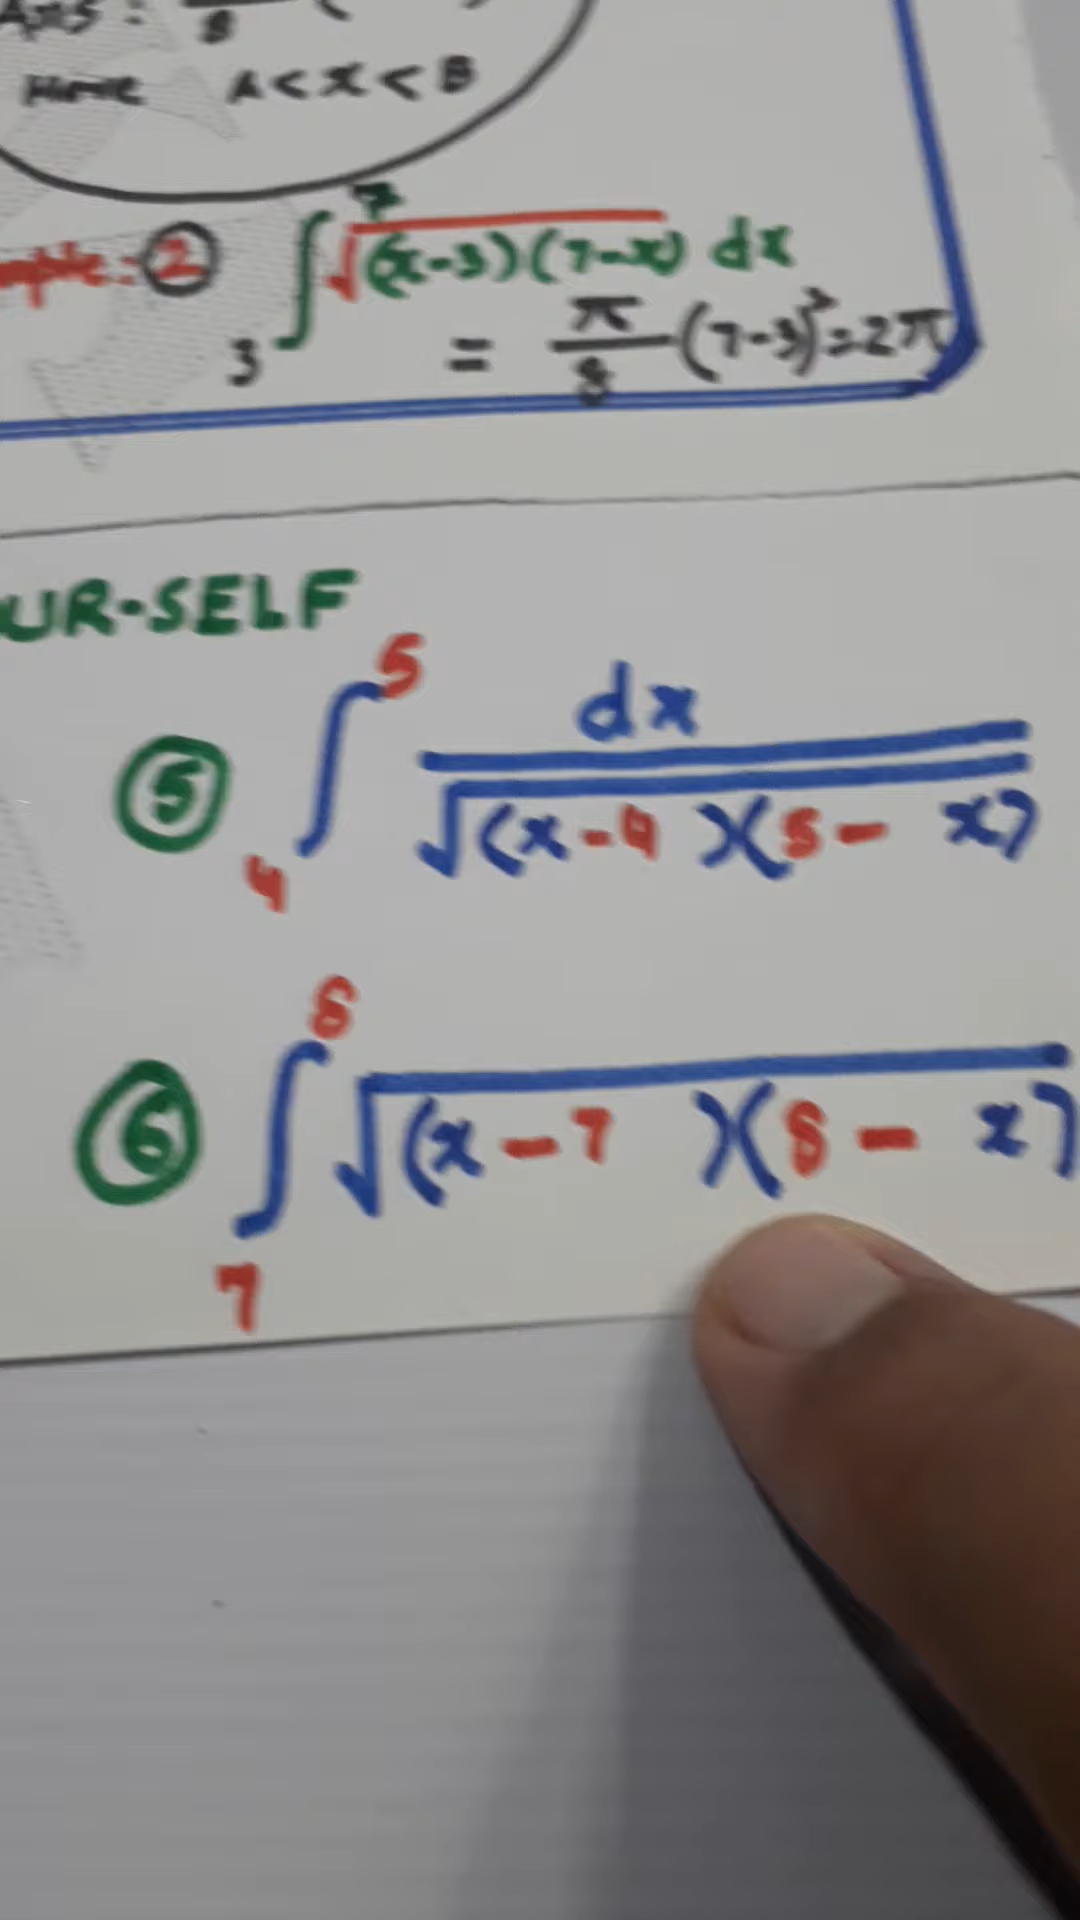 8
A < x < B
② ∫₃⁷ √(x-3)(7-x) dx
= π/8 (7-3)²=2π
UR-SELF
⑤ ∫₄⁵ dx/√(x-4)(5-x)
⑥ ∫₇⁸ √(x-7)(8-x)